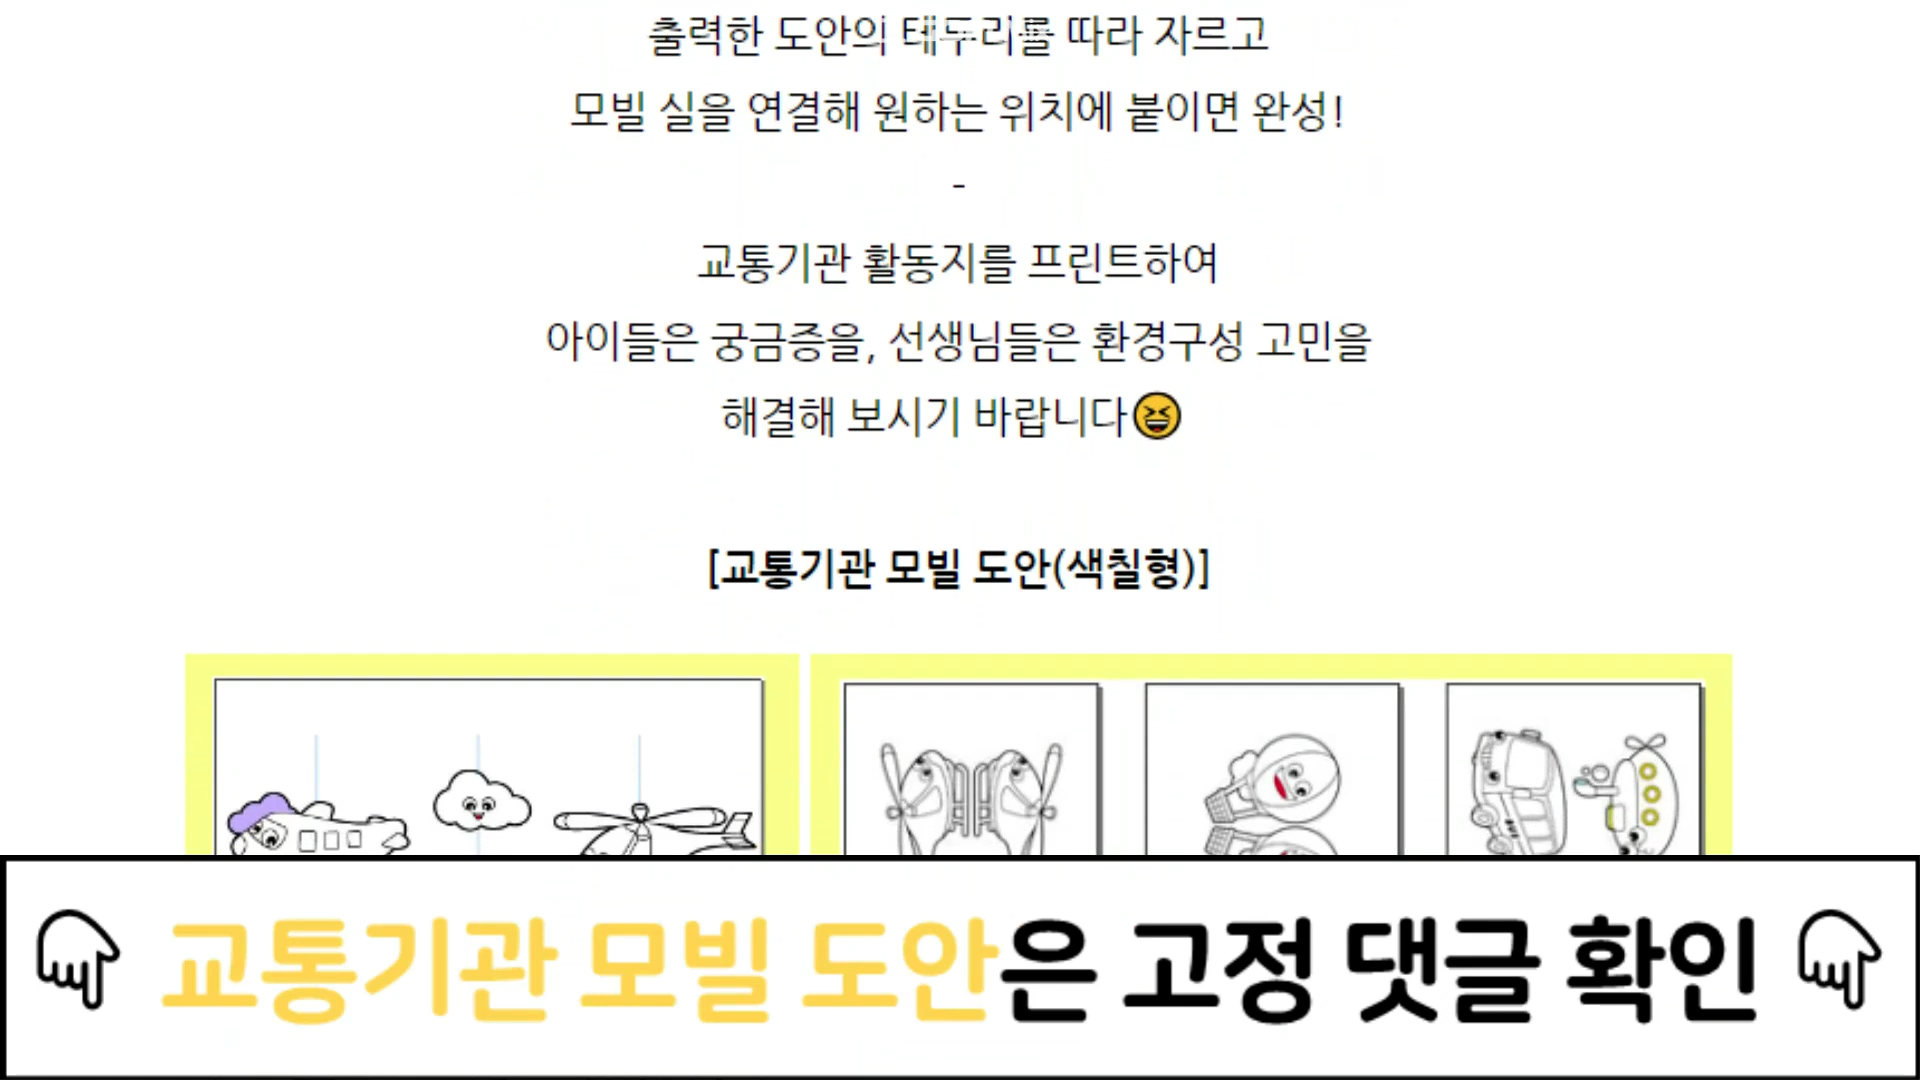 출력한 도안의 테두리를 따라 자르고
모빌 실을 연결해 원하는 위치에 붙이면 완성!
-
교통기관 활동지를 프린트하여
아이들은 궁금증을, 선생님들은 환경구성 고민을
해결해 보시기 바랍니다😆
[교통기관 모빌 도안(색칠형)]
👇 교통기관 모빌 도안은 고정 댓글 확인 👇